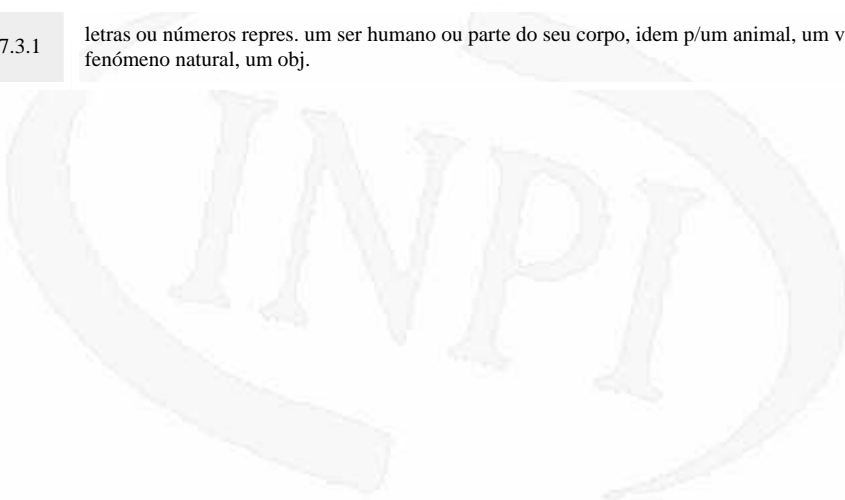 7.3.1
letras ou números repres. um ser humano ou parte do seu corpo, idem p/um animal, um v
fenómeno natural, um obj.
INPI